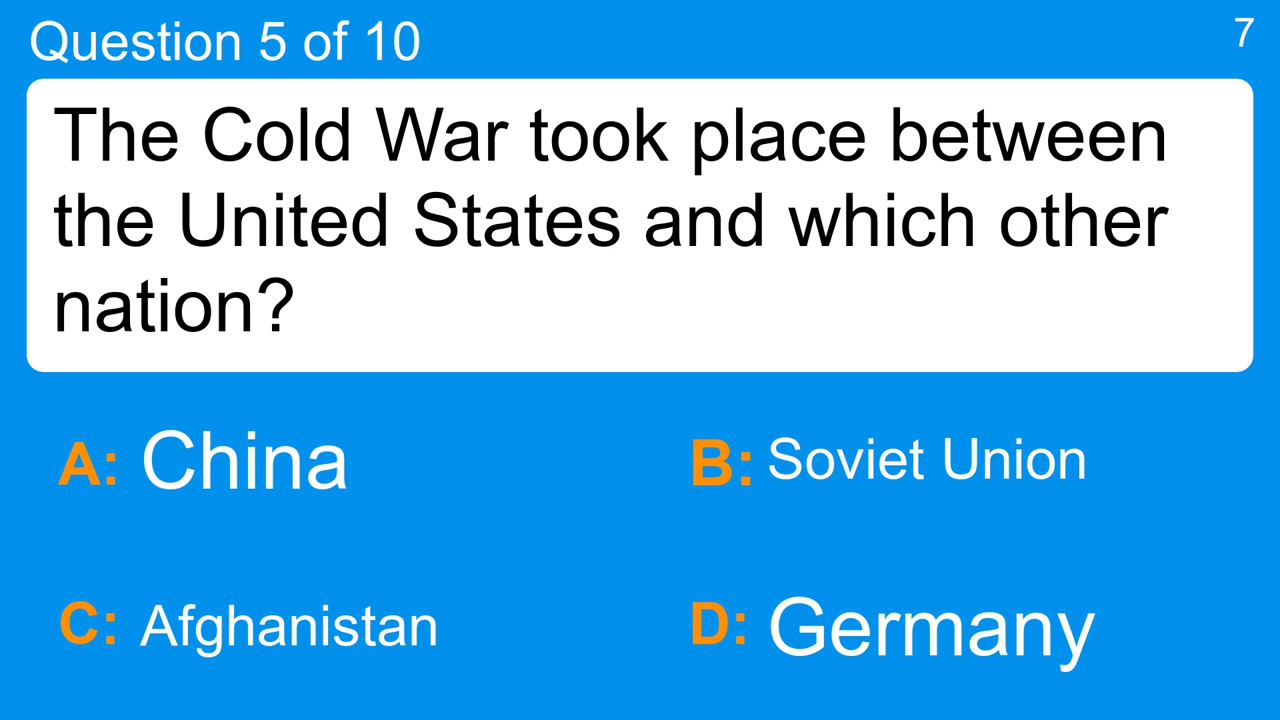 Question 5 of 10
7
The Cold War took place between
the United States and which other
nation?
A: China
B: Soviet Union
C: Afghanistan
D: Germany